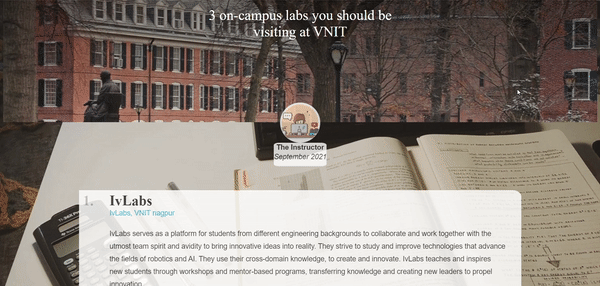 3 on-campus labs you should be
visiting at VNIT
The Instructor
September 2021,
1. IvLabs
IvLabs, VNIT nagpur
IvLabs serves as a platform for students from different engineering backgrounds to collaborate and work together with the
utmost team spirit and avidity to bring innovative ideas into reality. They strive to study and improve technologies that advance
the fields of robotics and AI. They use their cross-domain knowledge, to create and innovate. IvLabs teaches and inspires
new students through workshops and mentor-based programs, transferring knowledge and creating new leaders to propel
innovation